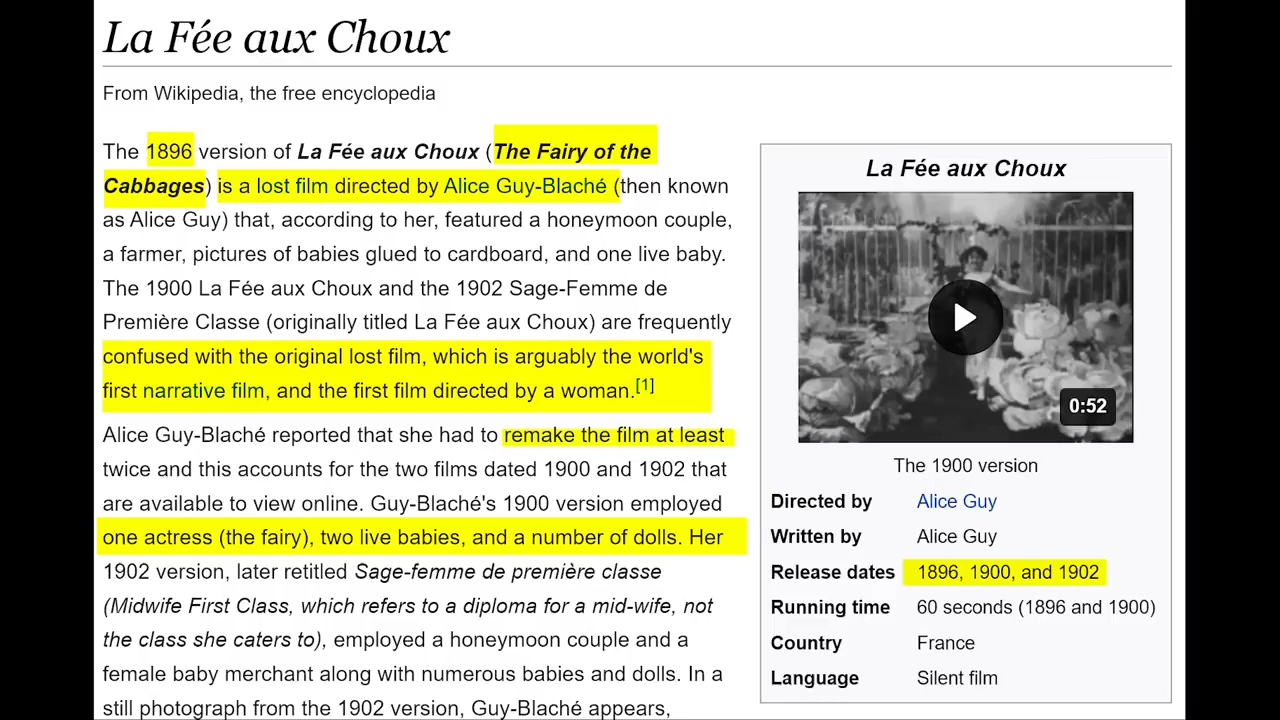 La Fée aux Choux
From Wikipedia, the free encyclopedia
The 1896 version of La Fée aux Choux (The Fairy of the
Cabbages) is a lost film directed by Alice Guy-Blaché (then known
as Alice Guy) that, according to her, featured a honeymoon couple,
a farmer, pictures of babies glued to cardboard, and one live baby.
The 1900 La Fée aux Choux and the 1902 Sage-Femme de
Première Classe (originally titled La Fée aux Choux) are frequently
confused with the original lost film, which is arguably the world's
first narrative film, and the first film directed by a woman.[1]
Alice Guy-Blaché reported that she had to remake the film at least
twice and this accounts for the two films dated 1900 and 1902 that
are available to view online. Guy-Blaché's 1900 version employed
one actress (the fairy), two live babies, and a number of dolls. Her
1902 version, later retitled Sage-femme de première classe
(Midwife First Class, which refers to a diploma for a mid-wife, not
the class she caters to), employed a honeymoon couple and a
female baby merchant along with numerous babies and dolls. In a
still photograph from the 1902 version, Guy-Blaché appears,
La Fée aux Choux
0:52
The 1900 version
Directed by Alice Guy
Written by Alice Guy
Release dates 1896, 1900, and 1902
Running time 60 seconds (1896 and 1900)
Country France
Language Silent film